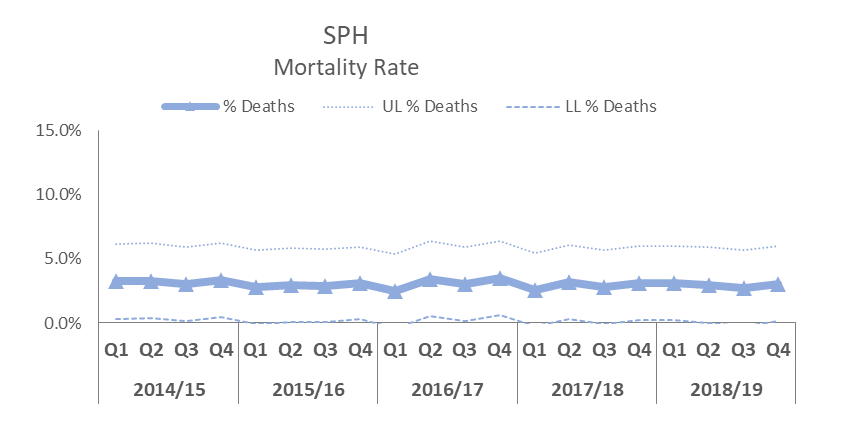 SPH
Mortality Rate
% Deaths UL % Deaths LL % Deaths
15.0%
10.0%
5.0%
0.0%
Q1 Q2 Q3 Q4 Q1 Q2 Q3 Q4 Q1 Q2 Q3 Q4 Q1 Q2 Q3 Q4 Q1 Q2 Q3 Q4
2014/15 2015/16 2016/17 2017/18 2018/19